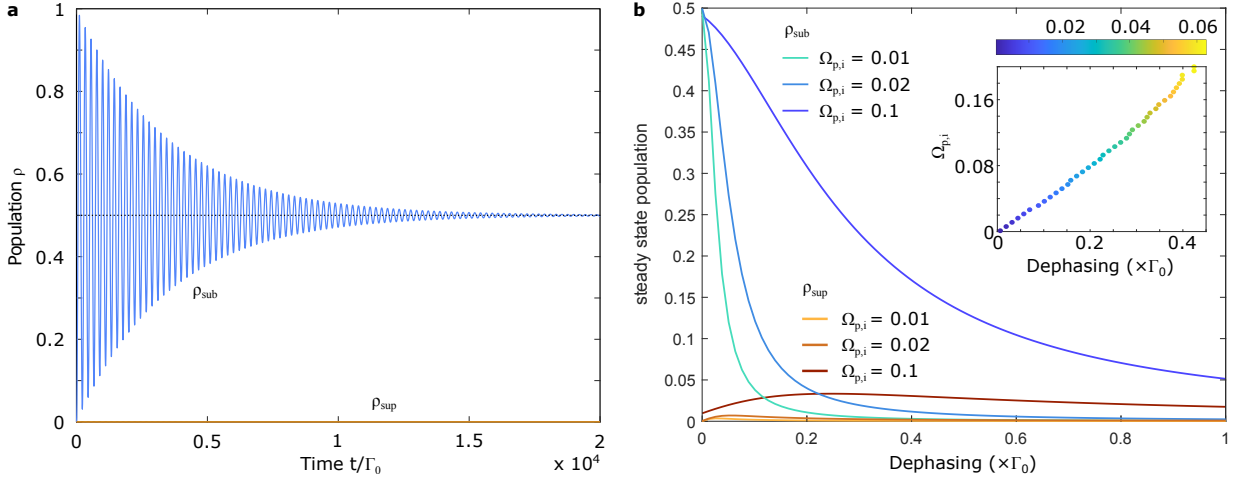 a
Population ρ
1
0.8
0.6
0.4
0.2
0
ρsub
ρsup
0
0.5
1
1.5
2
Time t/Γ₀
x 10⁴
b
steady state population
0.5
0.45
0.4
0.35
0.3
0.25
0.2
0.15
0.1
0.05
0
ρsub
Ωp,i = 0.01
Ωp,i = 0.02
Ωp,i = 0.1
ρsup
Ωp,i = 0.01
Ωp,i = 0.02
Ωp,i = 0.1
0.02 0.04 0.06
Ωp,i
0.16
0.08
0
0 0.2 0.4
Dephasing (×Γ₀)
0 0.2 0.4 0.6 0.8 1
Dephasing (×Γ₀)